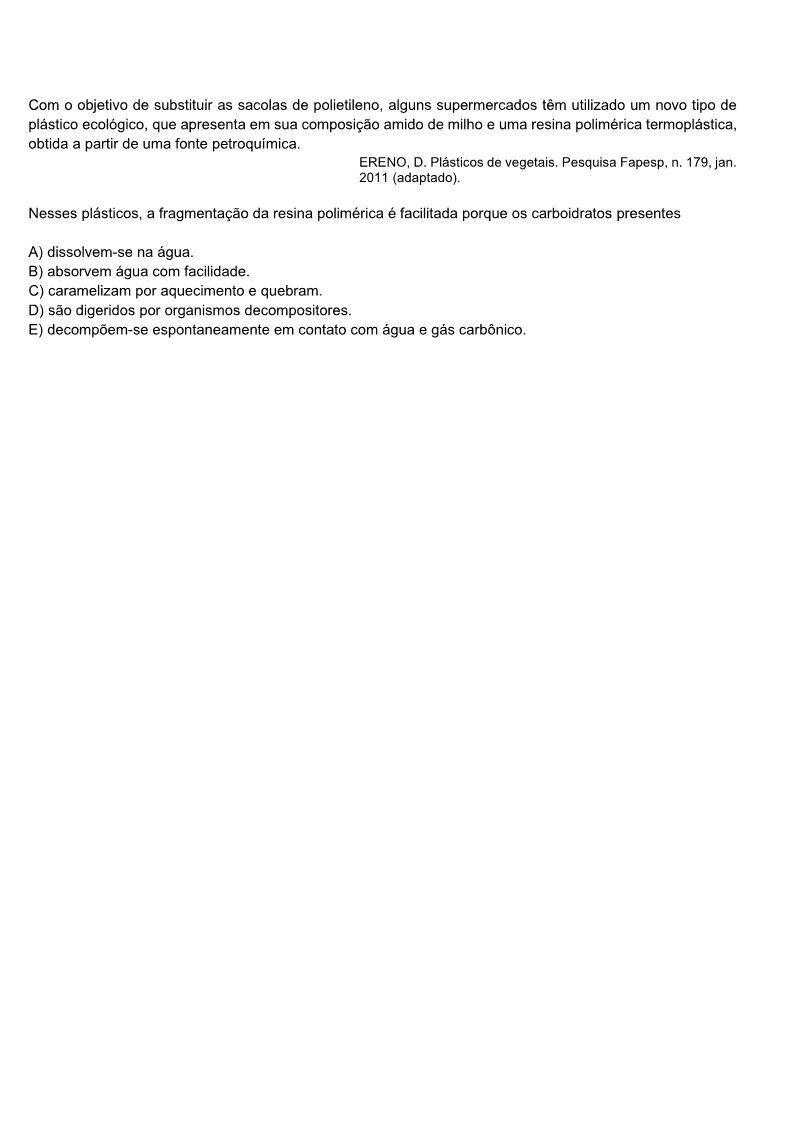 Com o objetivo de substituir as sacolas de polietileno, alguns supermercados têm utilizado um novo tipo de
plástico ecológico, que apresenta em sua composição amido de milho e uma resina polimérica termoplástica,
obtida a partir de uma fonte petroquímica.
ERENO, D. Plásticos de vegetais. Pesquisa Fapesp, n. 179, jan.
2011 (adaptado).
Nesses plásticos, a fragmentação da resina polimérica é facilitada porque os carboidratos presentes
A) dissolvem-se na água.
B) absorvem água com facilidade.
C) caramelizam por aquecimento e quebram.
D) são digeridos por organismos decompositores.
E) decompõem-se espontaneamente em contato com água e gás carbônico.